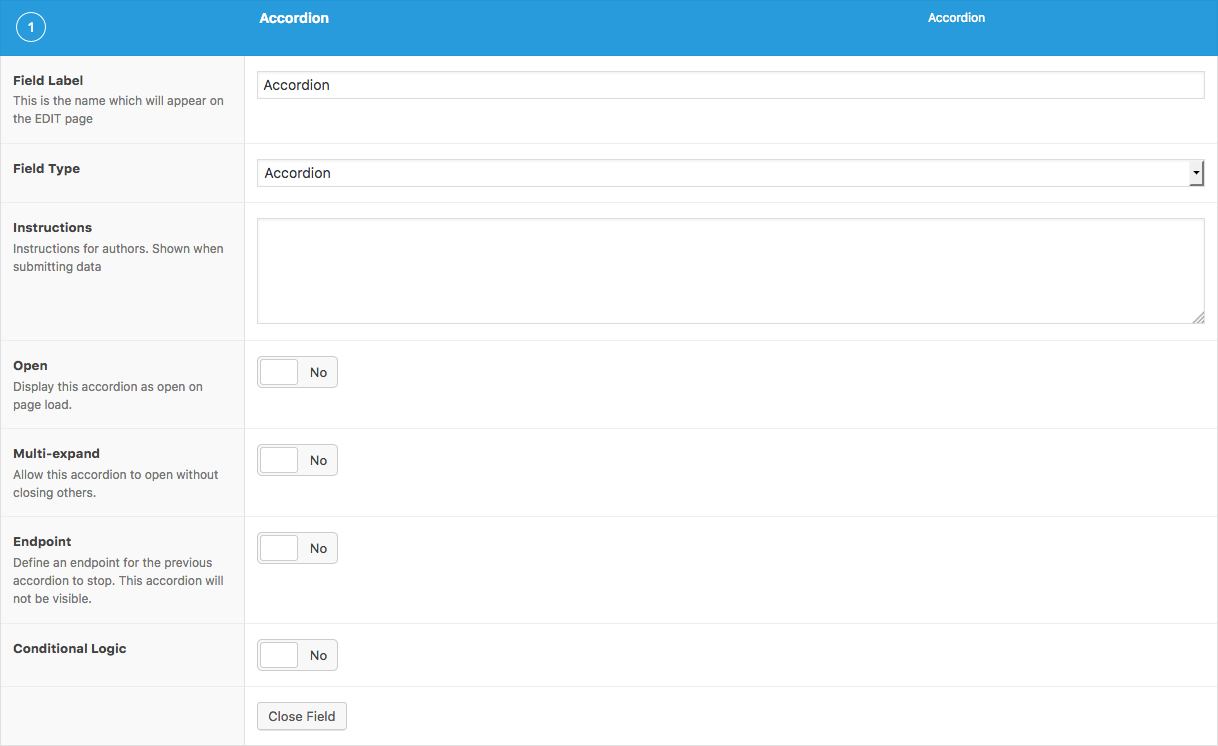 1
Accordion
Accordion
Field Label
This is the name which will appear on
the EDIT page
Accordion
Field Type
Accordion
Instructions
Instructions for authors. Shown when
submitting data
Open
Display this accordion as open on
page load.
No
Multi-expand
Allow this accordion to open without
closing others.
No
Endpoint
Define an endpoint for the previous
accordion to stop. This accordion will
not be visible.
No
Conditional Logic
No
Close Field